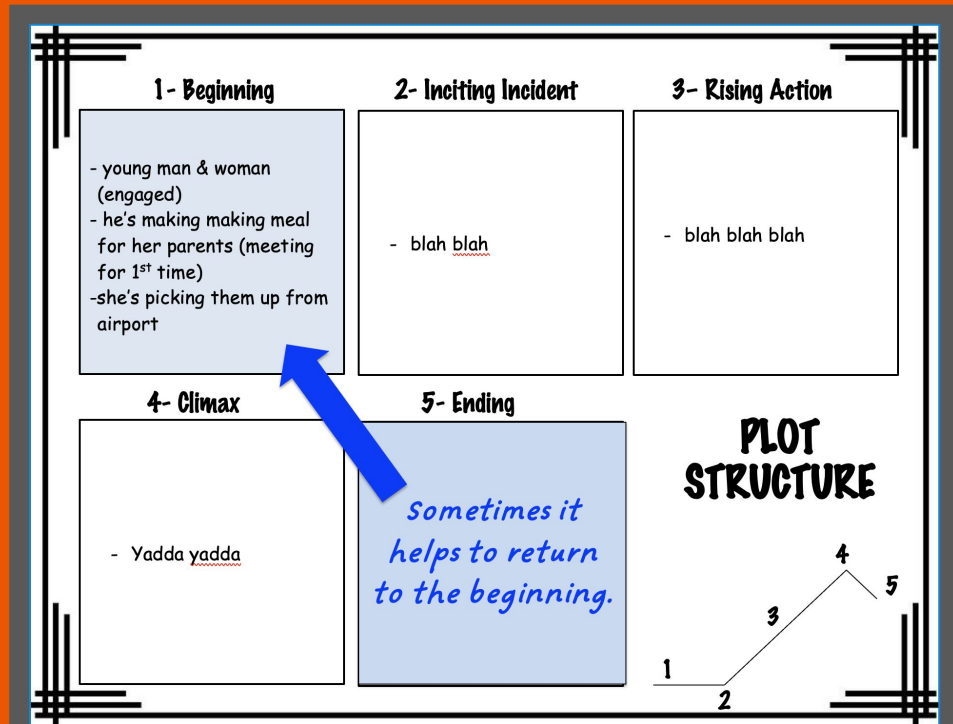 1- Beginning
2- Inciting Incident
3- Rising Action
- young man & woman
(engaged)
- he's making making meal
for her parents (meeting
for 1st time)
-she's picking them up from
airport
- blah blah
- blah blah blah
4- Climax
5- Ending
PLOT
STRUCTURE
- Yadda yadda
Sometimes it
helps to return
to the beginning.
4
5
3
1
2